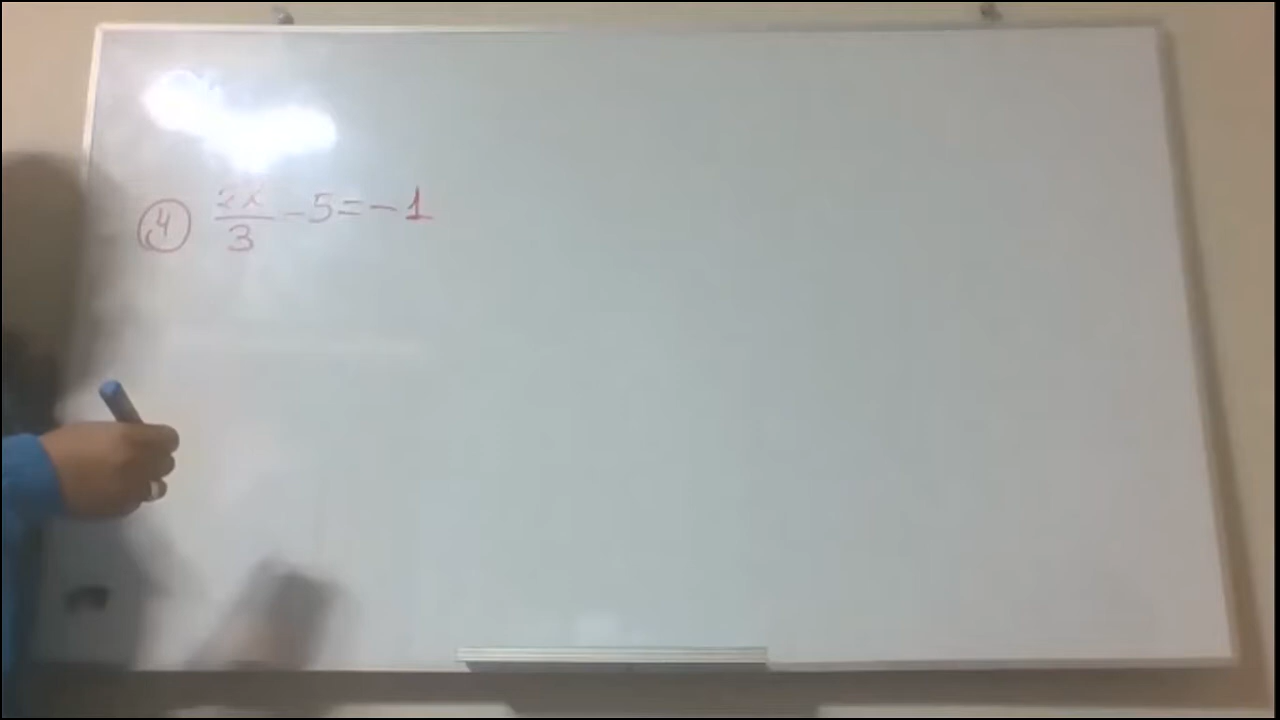 ④ 2x/3 - 5 = -1